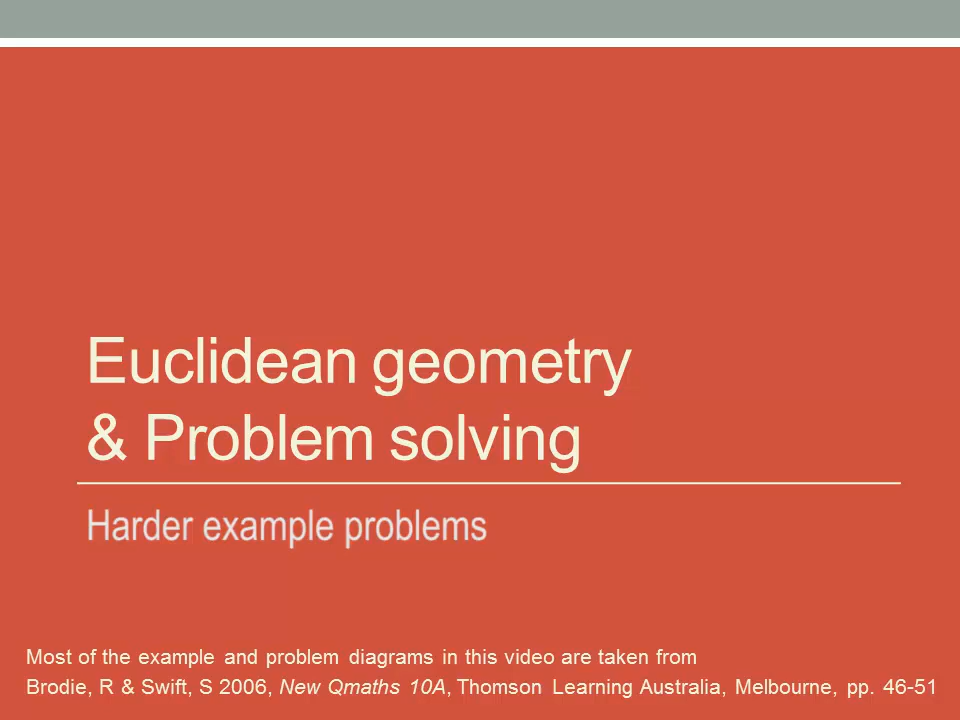 Euclidean geometry
& Problem solving
Harder example problems
Most of the example and problem diagrams in this video are taken from
Brodie, R & Swift, S 2006, New Qmaths 10A, Thomson Learning Australia, Melbourne, pp. 46-51